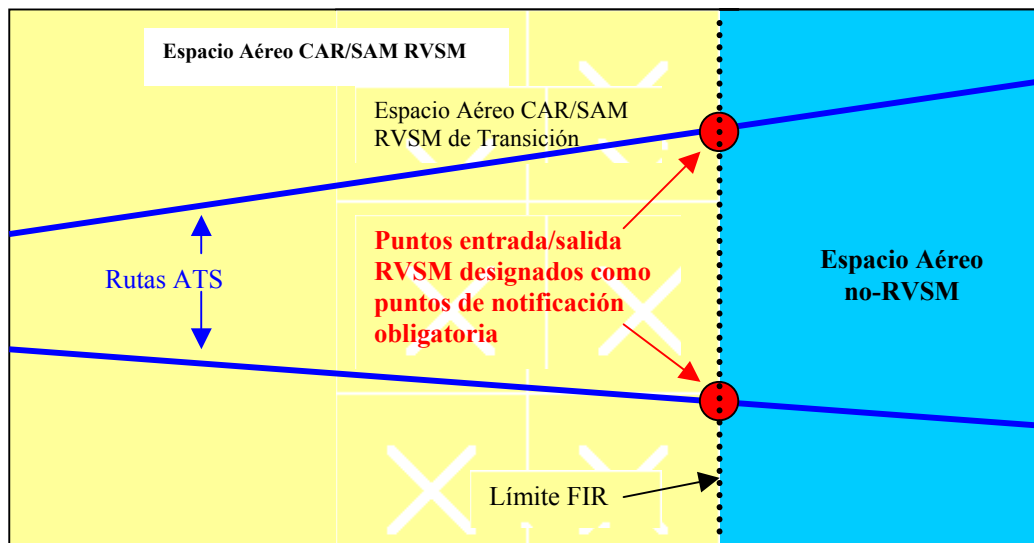 Espacio Aéreo CAR/SAM RVSM
Espacio Aéreo CAR/SAM
RVSM de Transición
Rutas ATS
Puntos entrada/salida
RVSM designados como
puntos de notificación
obligatoria
Espacio Aéreo
no-RVSM
Límite FIR